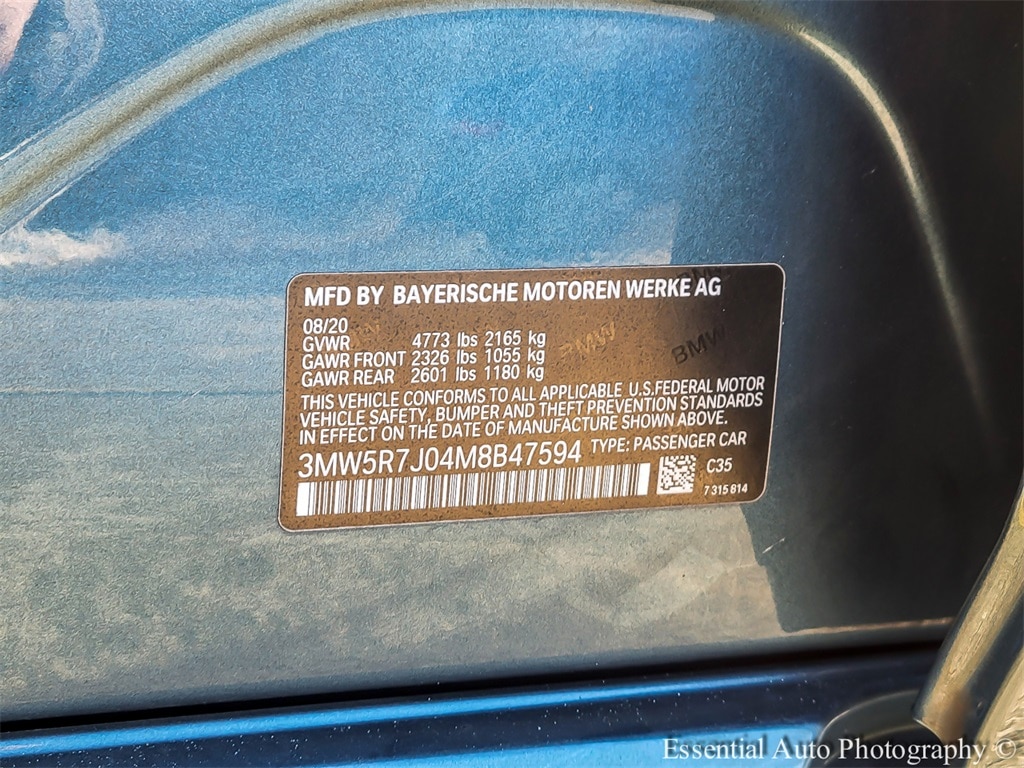 MFD BY BAYERISCHE MOTOREN WERKE AG
08/20
GVWR 4773 lbs 2165 kg
GAWR FRONT 2326 lbs 1055 kg
GAWR REAR 2601 lbs 1180 kg
BMW
BMW
BMW
THIS VEHICLE CONFORMS TO ALL APPLICABLE U.S.FEDERAL MOTOR
VEHICLE SAFETY, BUMPER AND THEFT PREVENTION STANDARDS
IN EFFECT ON THE DATE OF MANUFACTURE SHOWN ABOVE.
3MW5R7J04M8B47594 TYPE: PASSENGER CAR
C35
7 315 814
Essential Auto Photography ©